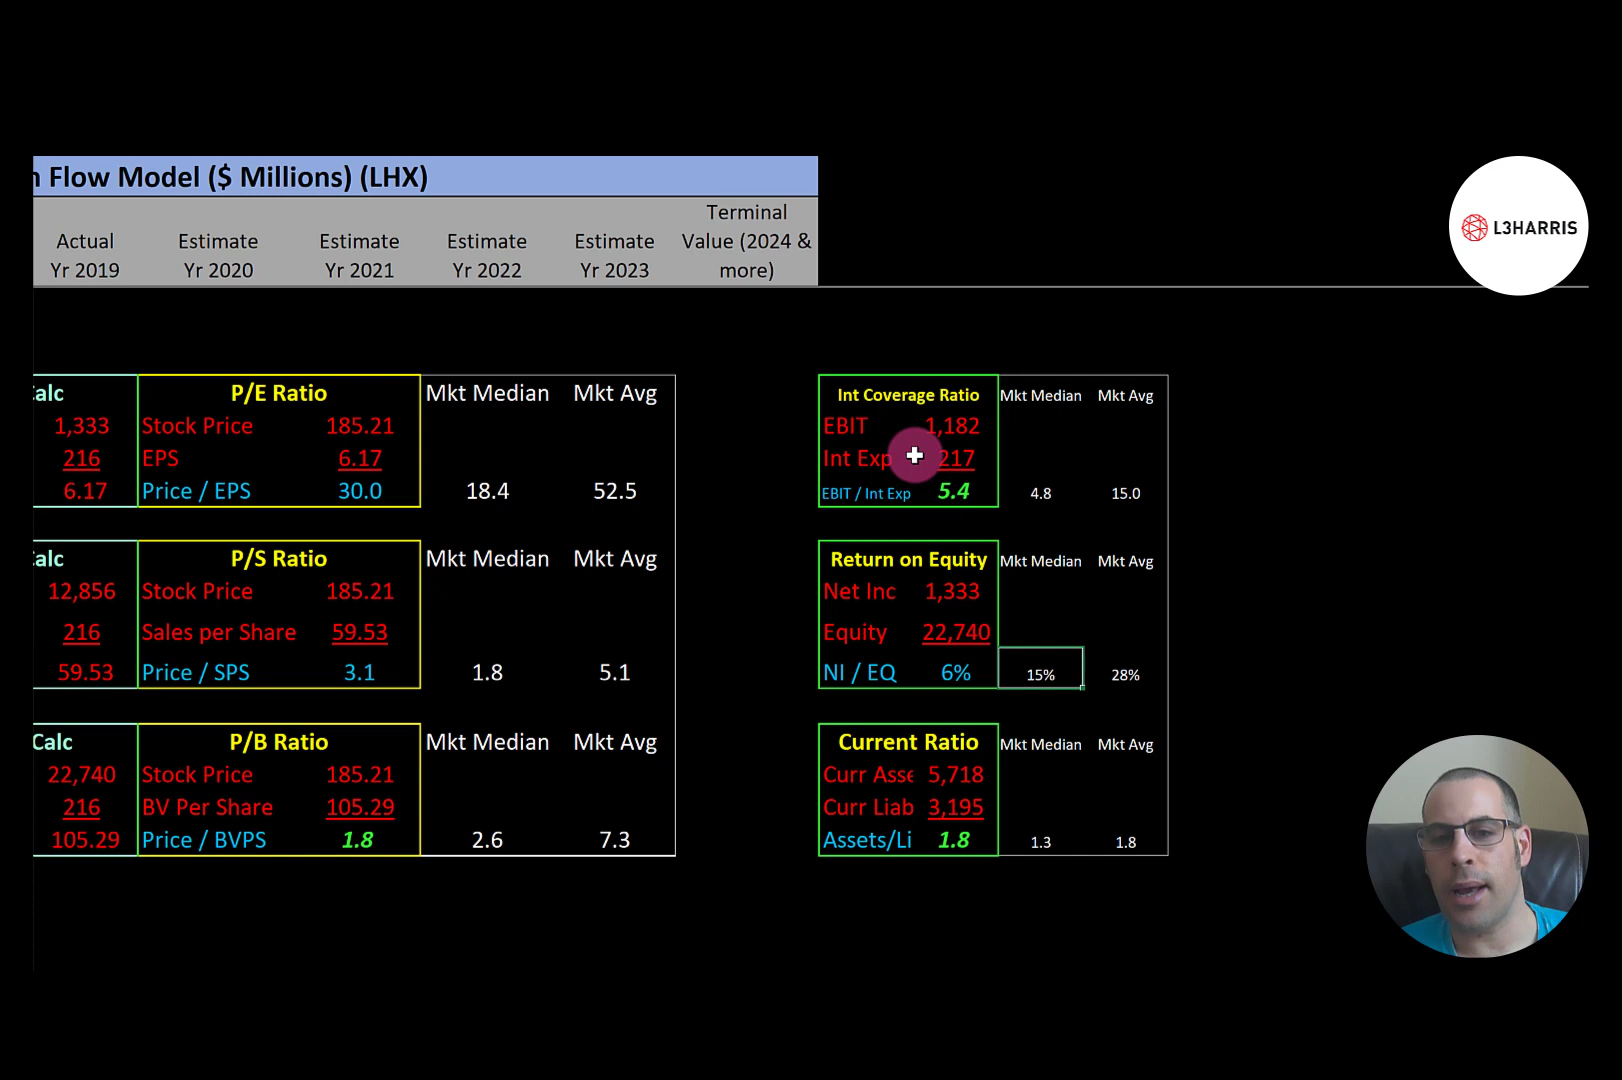 n Flow Model ($ Millions) (LHX)
Actual Yr 2019
Estimate Yr 2020
Estimate Yr 2021
Estimate Yr 2022
Estimate Yr 2023
Terminal Value (2024 & more)
L3HARRIS
alc P/E Ratio Mkt Median Mkt Avg
1,333 Stock Price 185.21
216 EPS 6.17
6.17 Price / EPS 30.0 18.4 52.5
alc P/S Ratio Mkt Median Mkt Avg
12,856 Stock Price 185.21
216 Sales per Share 59.53
59.53 Price / SPS 3.1 1.8 5.1
Calc P/B Ratio Mkt Median Mkt Avg
22,740 Stock Price 185.21
216 BV Per Share 105.29
105.29 Price / BVPS 1.8 2.6 7.3
Int Coverage Ratio Mkt Median Mkt Avg
EBIT 1,182
Int Exp 217
EBIT / Int Exp 5.4 4.8 15.0
Return on Equity Mkt Median Mkt Avg
Net Inc 1,333
Equity 22,740
NI / EQ 6% 15% 28%
Current Ratio Mkt Median Mkt Avg
Curr Asse 5,718
Curr Liab 3,195
Assets/Li 1.8 1.3 1.8